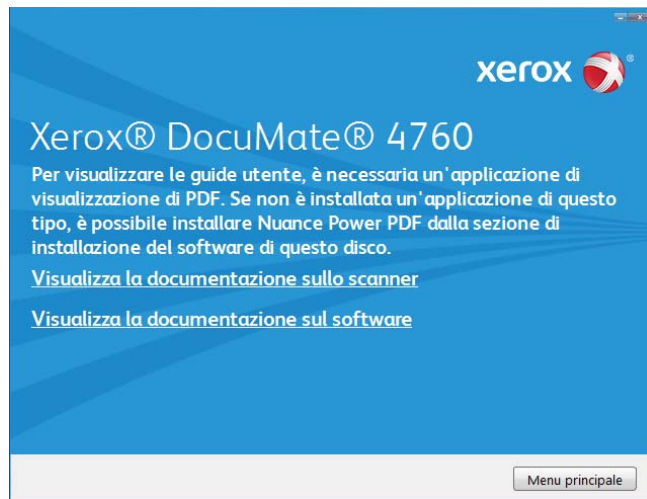 xerox ®
Xerox® DocuMate® 4760
Per visualizzare le guide utente, è necessaria un'applicazione di
visualizzazione di PDF. Se non è installata un'applicazione di questo
tipo, è possibile installare Nuance Power PDF dalla sezione di
installazione del software di questo disco.
Visualizza la documentazione sullo scanner
Visualizza la documentazione sul software
Menu principale